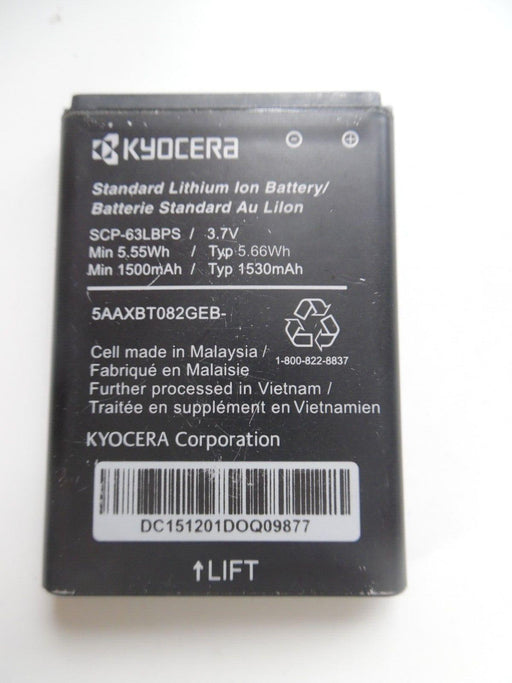 KYOCERA
Standard Lithium Ion Battery/
Batterie Standard Au LiIon
SCP-63LBPS / 3.7V
Min 5.55Wh / Typ 5.66Wh
Min 1500mAh / Typ 1530mAh
5AAXBT082GEB-
1-800-822-8837
Cell made in Malaysia /
Fabriqué en Malaisie
Further processed in Vietnam /
Traitée en supplément en Vietnamien
KYOCERA Corporation
DC151201DOQ09877
↑LIFT